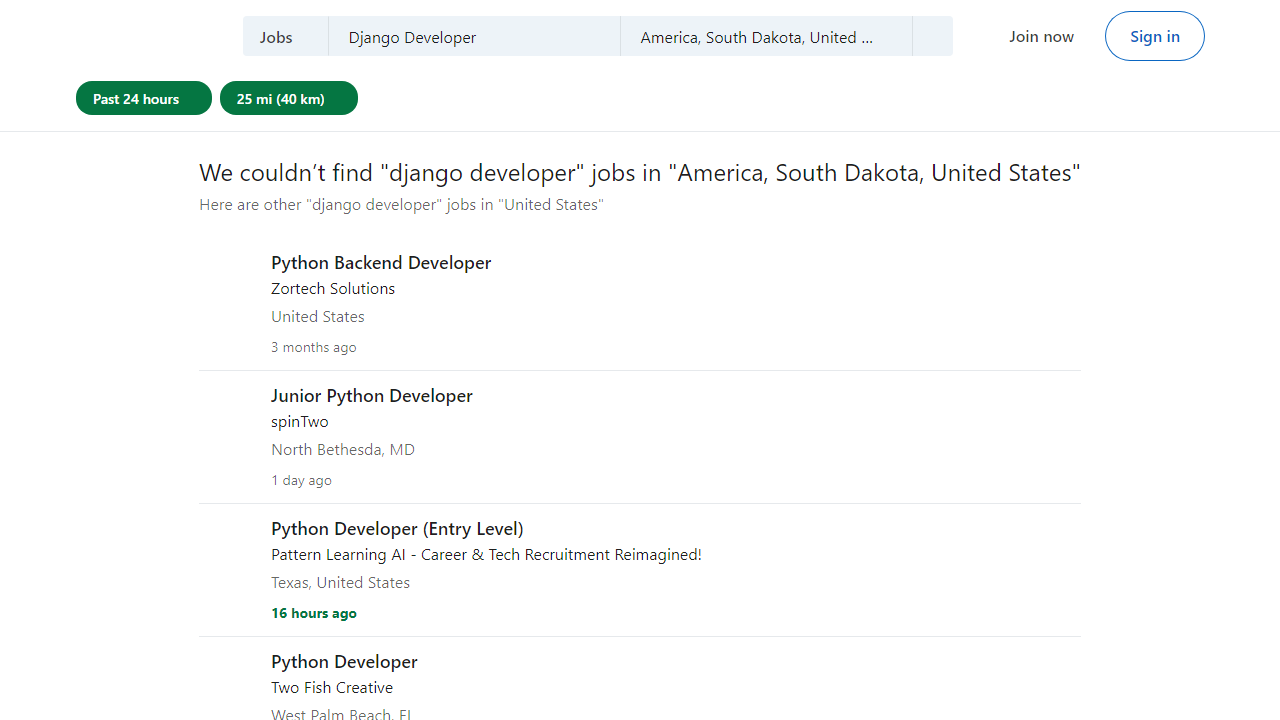 Jobs
Django Developer
America, South Dakota, United ...
Join now
Sign in
Past 24 hours
25 mi (40 km)
We couldn’t find "django developer" jobs in "America, South Dakota, United States"
Here are other "django developer" jobs in "United States"
Python Backend Developer
Zortech Solutions
United States
3 months ago
Junior Python Developer
spinTwo
North Bethesda, MD
1 day ago
Python Developer (Entry Level)
Pattern Learning AI - Career & Tech Recruitment Reimagined!
Texas, United States
16 hours ago
Python Developer
Two Fish Creative
West Palm Beach, FL